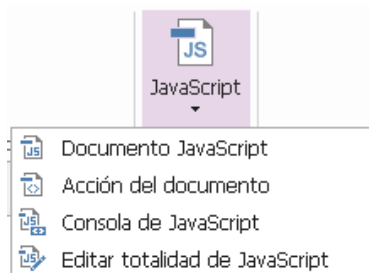 JS
JavaScript
Documento JavaScript
Acción del documento
Consola de JavaScript
Editar totalidad de JavaScript